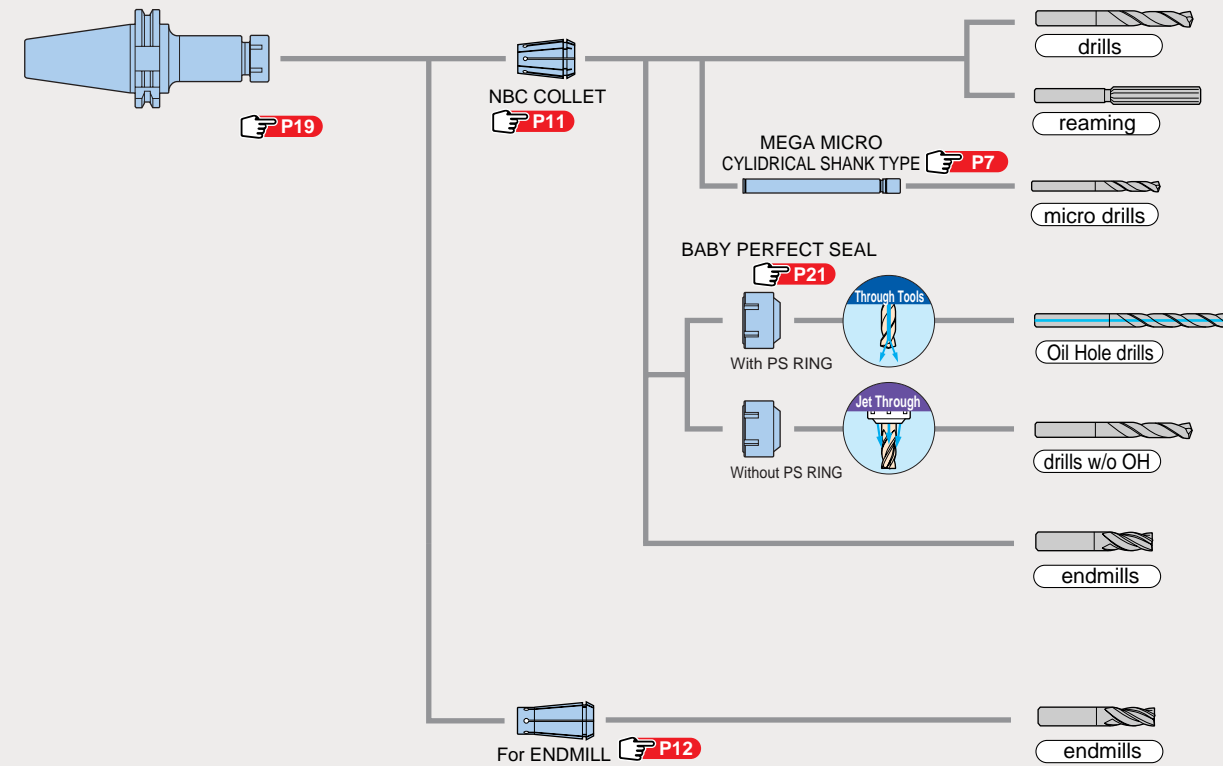 drills
P19
NBC COLLET
P11
reaming
MEGA MICRO
CYLIDRICAL SHANK TYPE P7
micro drills
BABY PERFECT SEAL
P21
Through Tools
With PS RING
Oil Hole drills
Jet Through
Without PS RING
drills w/o OH
endmills
For ENDMILL P12
endmills